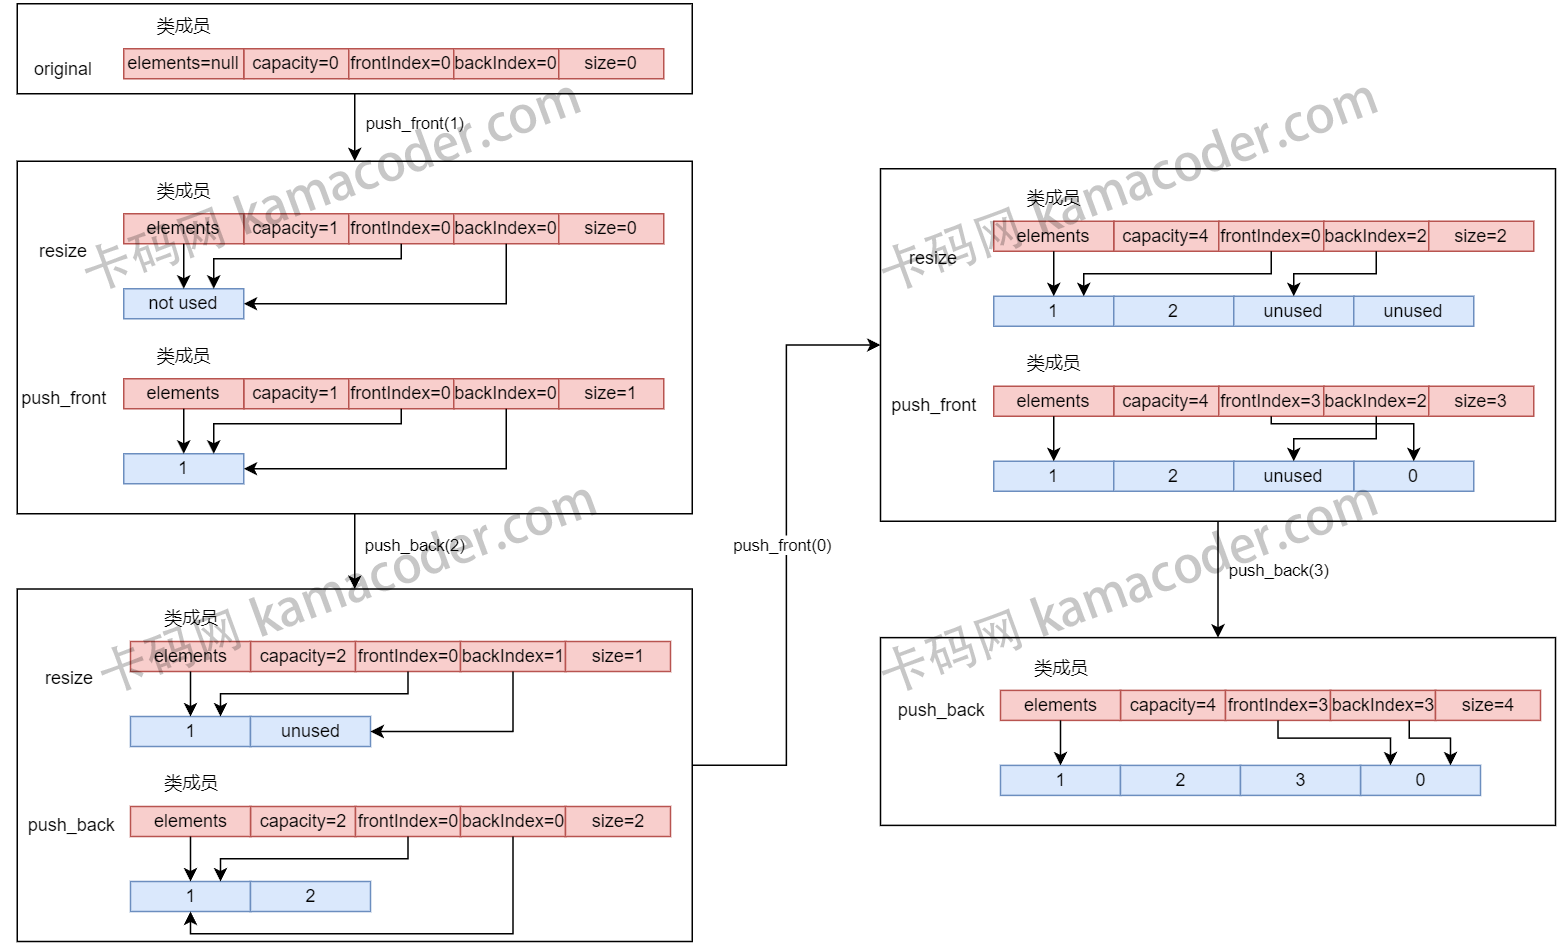 类成员
original
elements=null capacity=0 frontIndex=0 backIndex=0 size=0
push_front(1)
类成员
resize
elements capacity=1 frontIndex=0 backIndex=0 size=0
not used
类成员
push_front
elements capacity=1 frontIndex=0 backIndex=0 size=1
1
push_back(2)
类成员
resize
elements capacity=2 frontIndex=0 backIndex=1 size=1
1 unused
类成员
push_back
elements capacity=2 frontIndex=0 backIndex=0 size=2
1 2
push_front(0)
类成员
resize
elements capacity=4 frontIndex=0 backIndex=2 size=2
1 2 unused unused
类成员
push_front
elements capacity=4 frontIndex=3 backIndex=2 size=3
1 2 unused 0
push_back(3)
类成员
push_back
elements capacity=4 frontIndex=3 backIndex=3 size=4
1 2 3 0
卡码网 kamacoder.com
卡码网 kamacoder.com
卡码网 kamacoder.com
卡码网 kamacoder.com